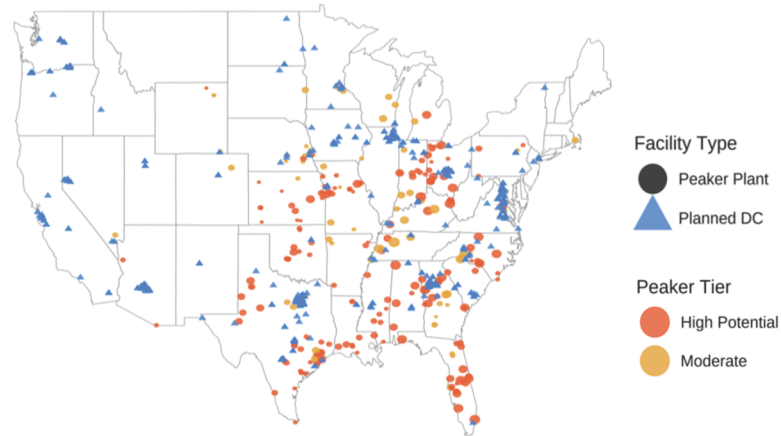 Facility Type
Peaker Plant
Planned DC
Peaker Tier
High Potential
Moderate